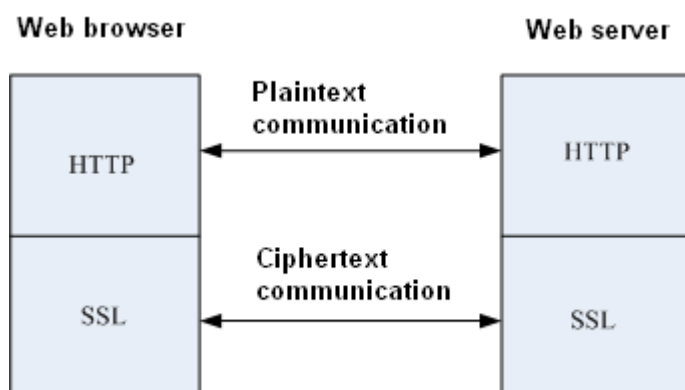 Web browser
Web server
Plaintext
communication
HTTP
HTTP
Ciphertext
communication
SSL
SSL